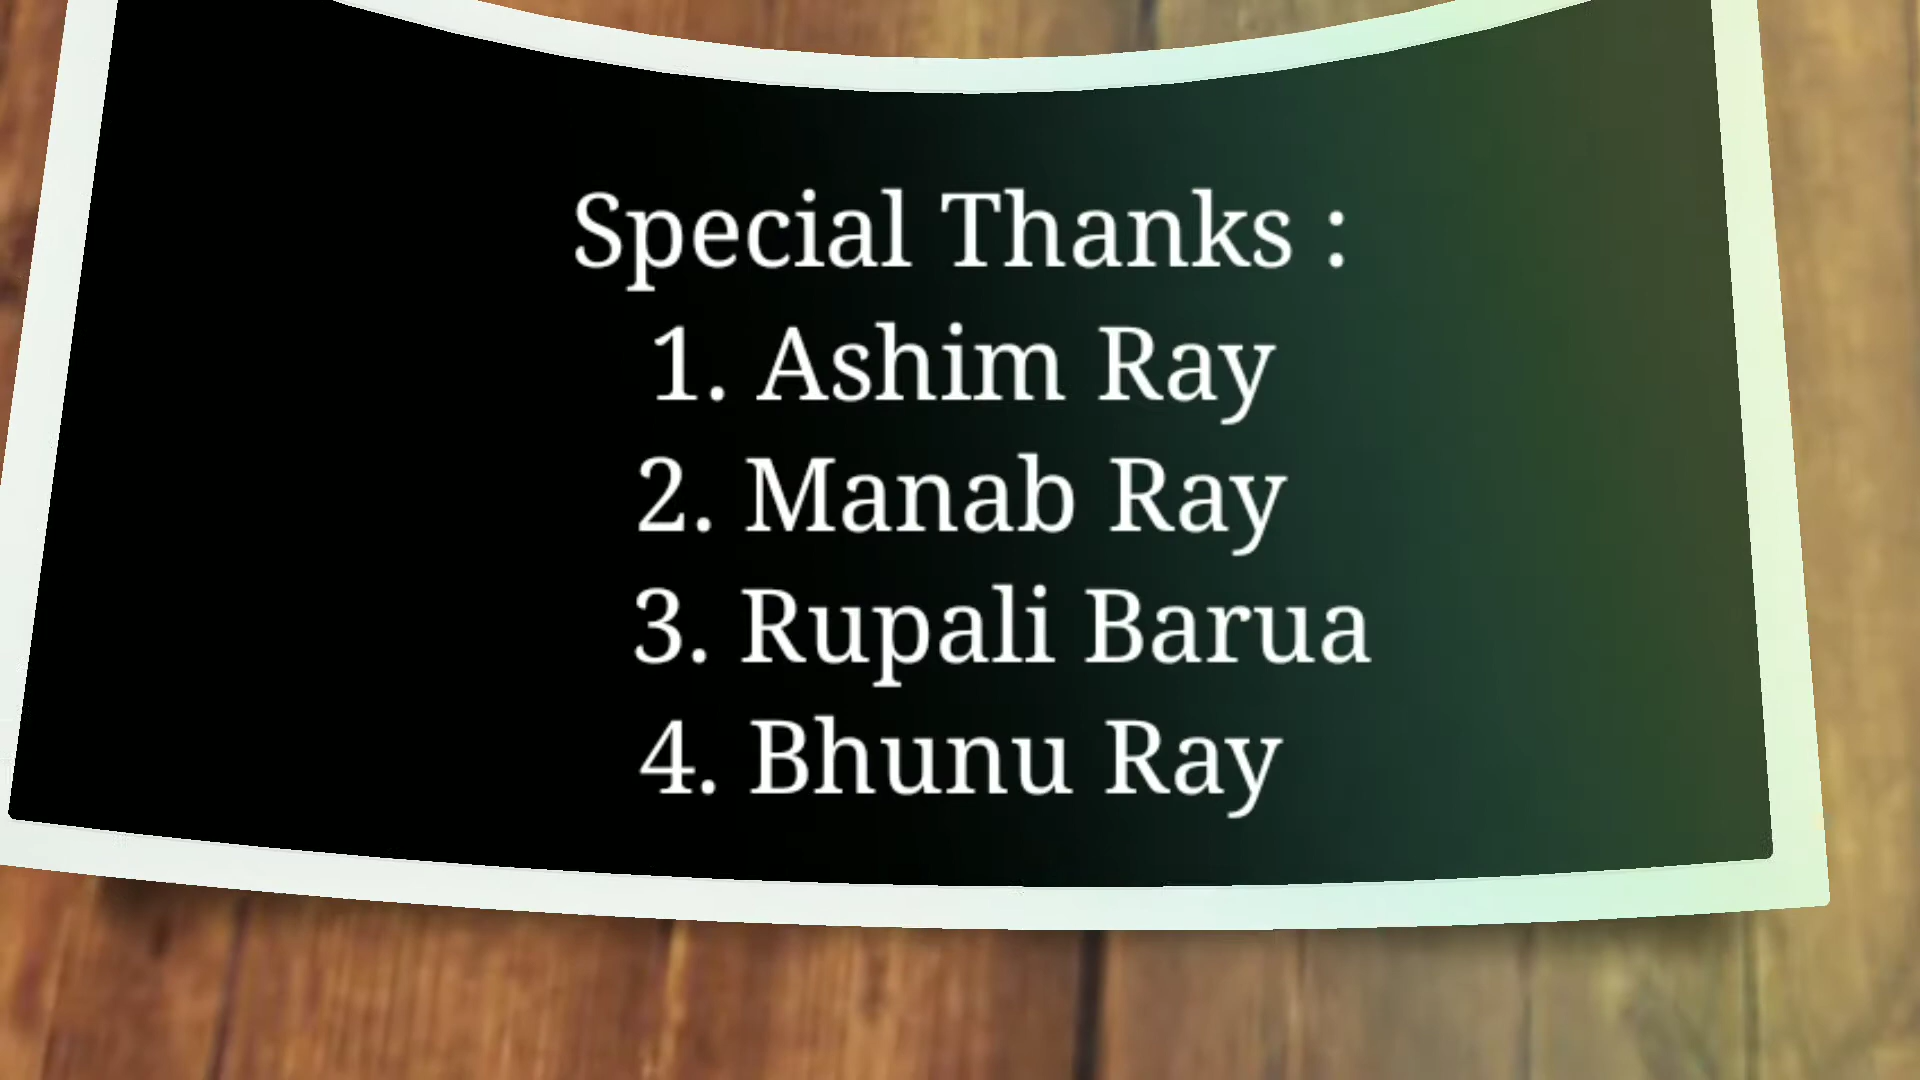 Special Thanks :
1. Ashim Ray
2. Manab Ray
3. Rupali Barua
4. Bhunu Ray